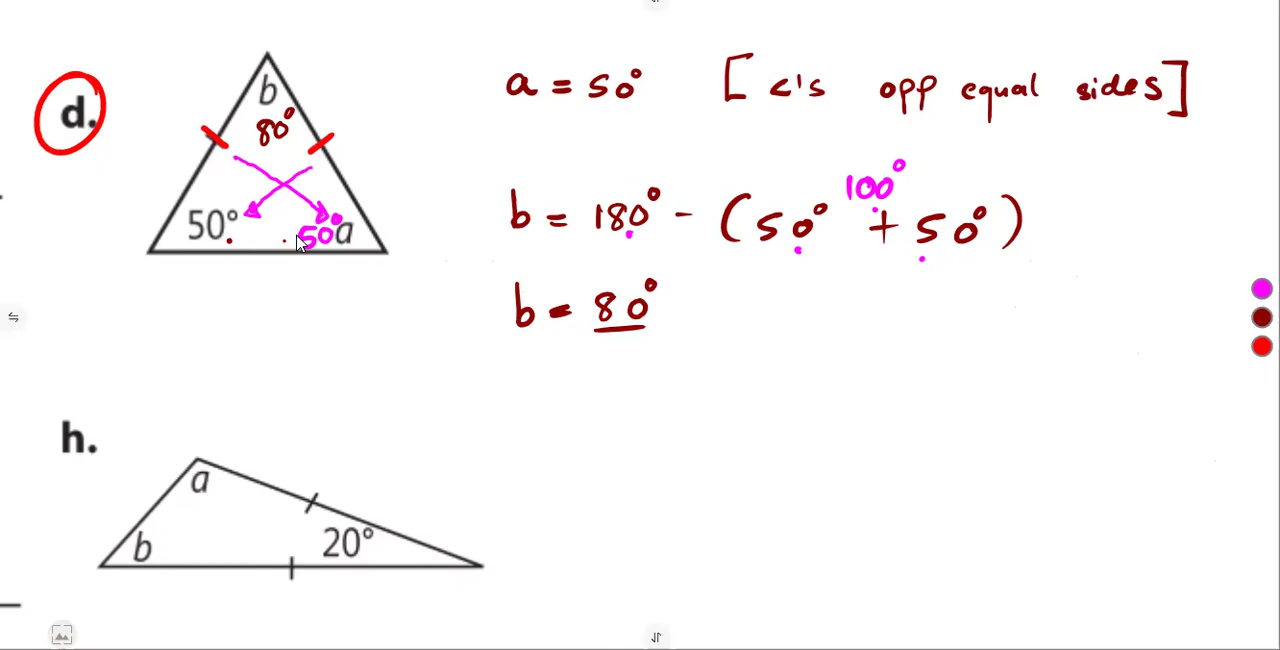 d.
b
80°
50°
50° a
a = 50° [<'s opp equal sides]
100°
b = 180° - (50° + 50°)
b = 80°
h.
a
b
20°